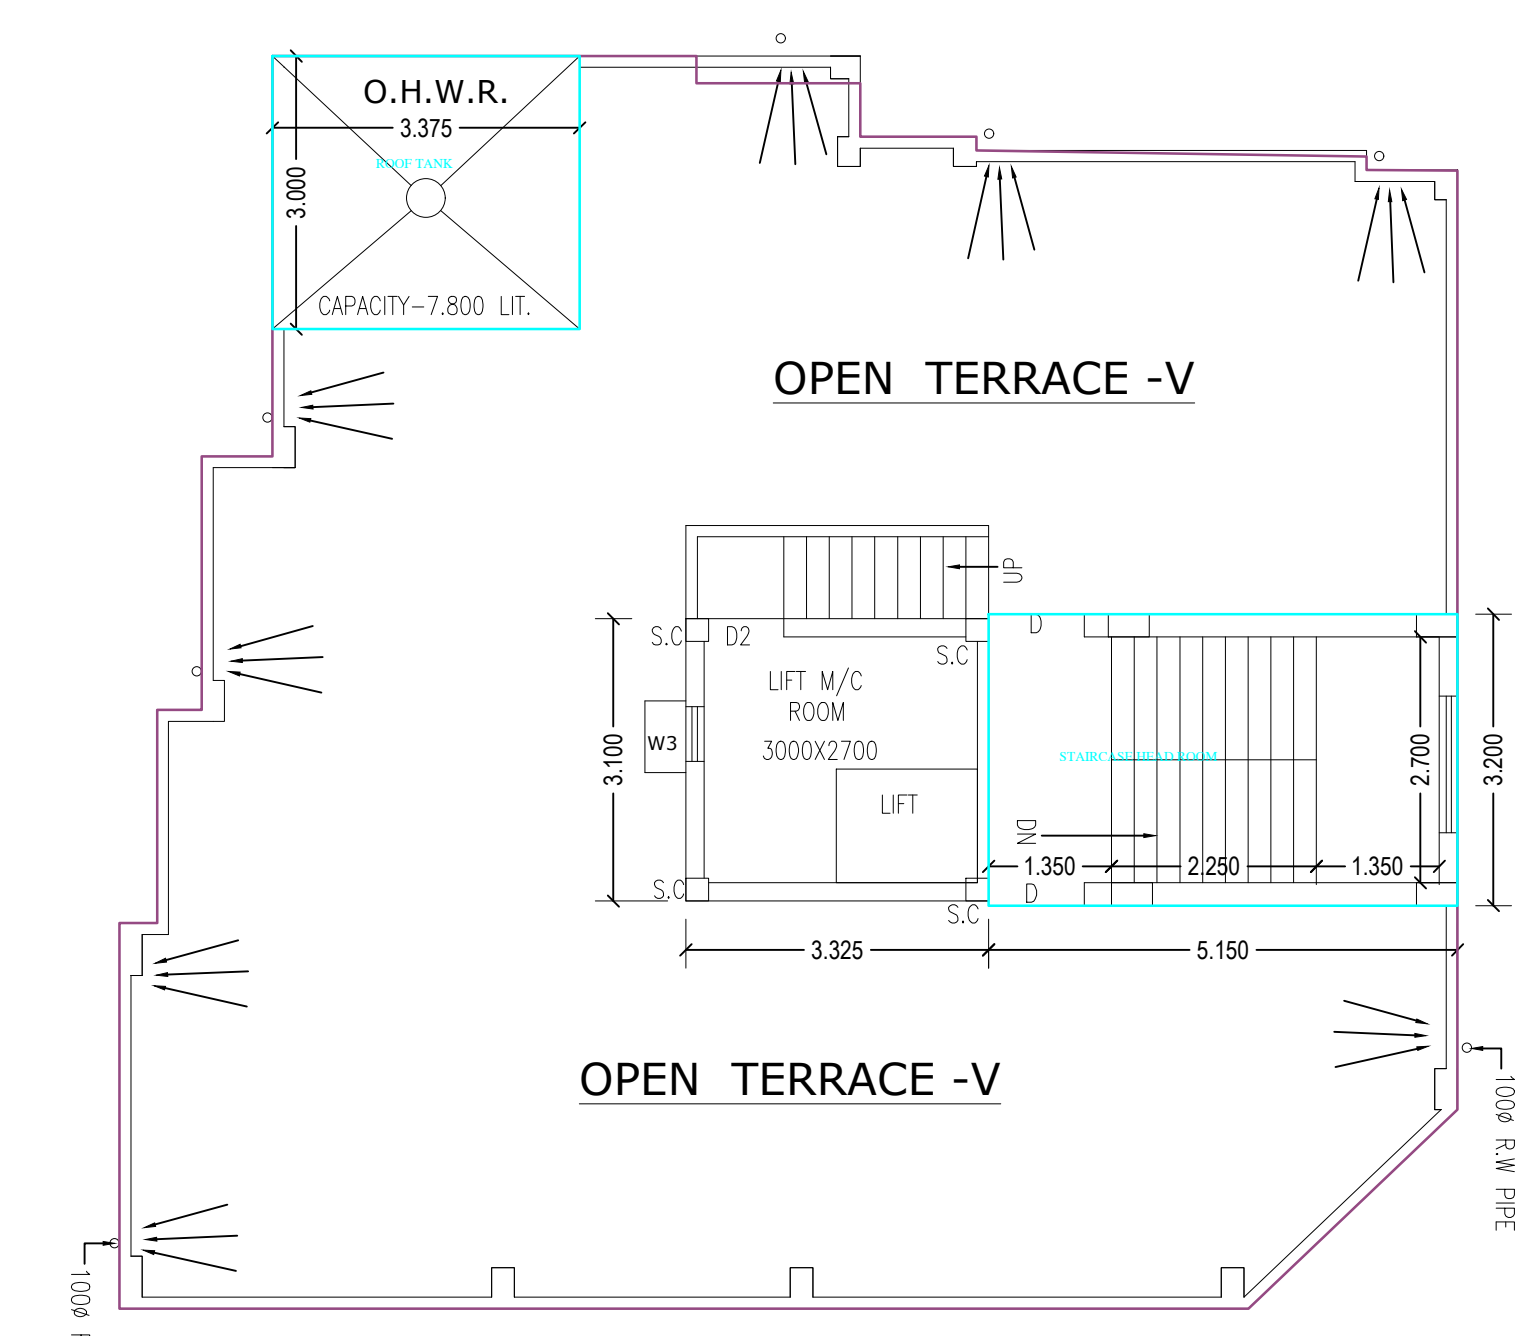 O.H.W.R.
3.375
ROOF TANK
3.000
CAPACITY-7.800 LIT.
OPEN TERRACE -V
UP
S.C
D2
S.C
D
LIFT M/C
ROOM
3000X2700
W3
3.100
LIFT
STAIRCASE HEAD ROOM
2.700
3.200
DN
1.350
2.250
1.350
S.C
S.C
D
3.325
5.150
OPEN TERRACE -V
100ø R.W PIPE
100ø